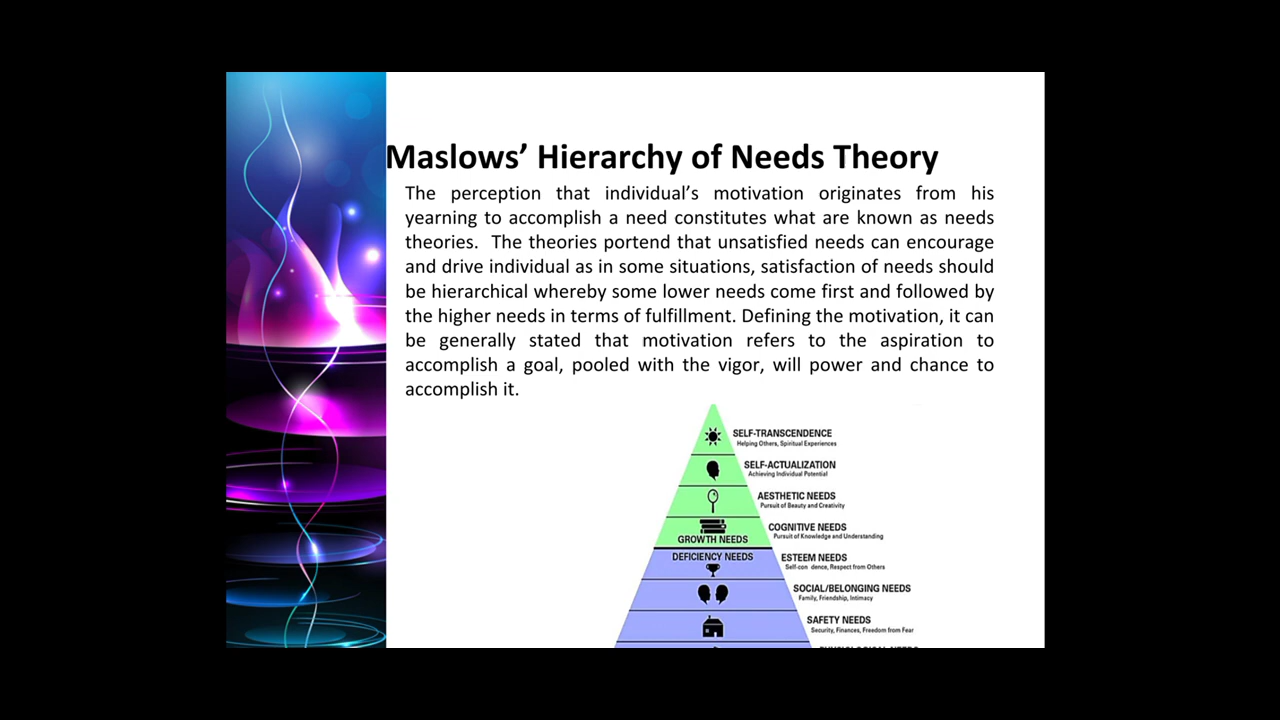 Maslows’ Hierarchy of Needs Theory
The perception that individual’s motivation originates from his
yearning to accomplish a need constitutes what are known as needs
theories. The theories portend that unsatisfied needs can encourage
and drive individual as in some situations, satisfaction of needs should
be hierarchical whereby some lower needs come first and followed by
the higher needs in terms of fulfillment. Defining the motivation, it can
be generally stated that motivation refers to the aspiration to
accomplish a goal, pooled with the vigor, will power and chance to
accomplish it.
SELF-TRANSCENDENCE
Helping Others, Spiritual Experiences
SELF-ACTUALIZATION
Achieving Individual Potential
AESTHETIC NEEDS
Pursuit of Beauty and Creativity
COGNITIVE NEEDS
Pursuit of Knowledge and Understanding
GROWTH NEEDS
DEFICIENCY NEEDS
ESTEEM NEEDS
Self-con dence, Respect from Others
SOCIAL/BELONGING NEEDS
Family, Friendship, Intimacy
SAFETY NEEDS
Security, Finances, Freedom from Fear